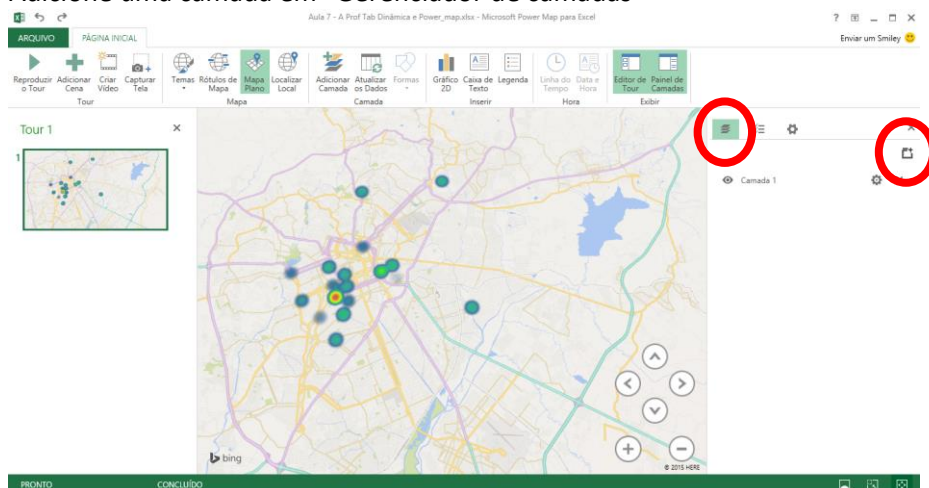 Adicione uma camada em "Gerenciador de camadas"
Aula 7 - A Prof Tab Dinâmica e Power_map.xlsx - Microsoft Power Map para Excel
ARQUIVO
PÁGINA INICIAL
Enviar um Smiley
Reproduzir o Tour
Adicionar Cena
Criar Vídeo
Capturar Tela
Temas
Rótulos de Mapa
Mapa Plano
Localizar Local
Adicionar Camada
Atualizar os Dados
Formas
Gráfico 2D
Caixa de Texto
Legenda
Linha do Tempo
Data e Hora
Editor de Tour
Painel de Camadas
Tour
Mapa
Camada
Inserir
Hora
Exibir
Tour 1
1
Camada 1
bing
© 2015 HERE
PRONTO
CONCLUÍDO